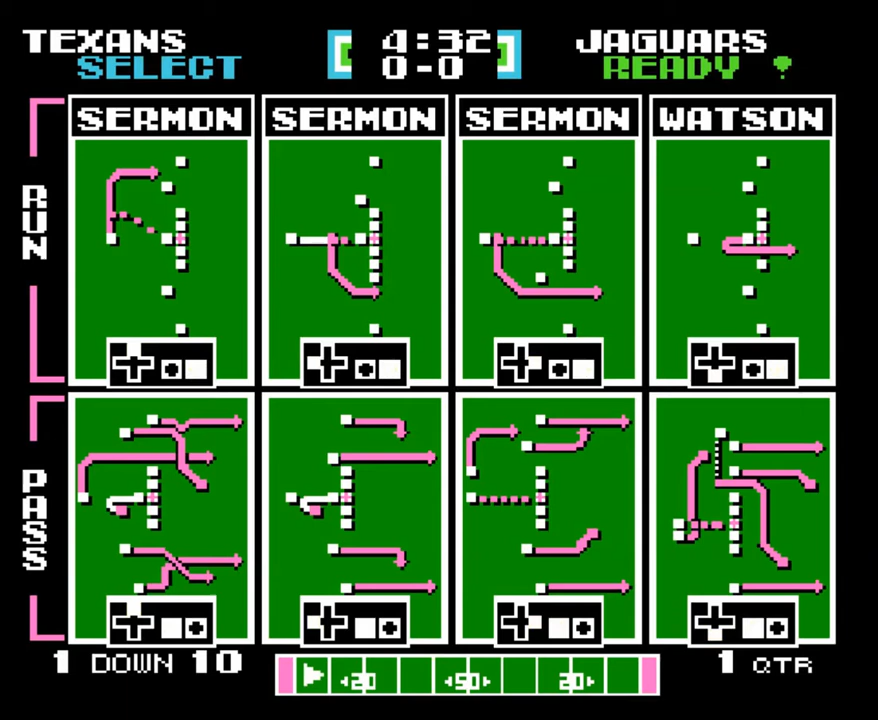 TEXANS 4:32 JAGUARS
SELECT 0-0 READY
SERMON SERMON SERMON WATSON
RUN
PASS
1 DOWN 10 20 50 20 1 QTR